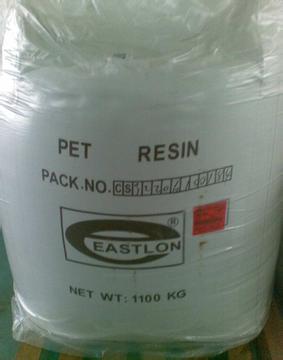 PET RESIN
PACK.NO.
®
EASTLON
NET WT: 1100 KG